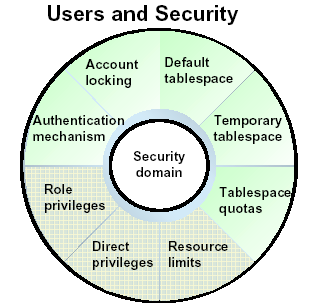 Users and Security
Account
locking
Default
tablespace
Authentication
mechanism
Temporary
tablespace
Security
domain
Role
privileges
Tablespace
quotas
Direct
privileges
Resource
limits